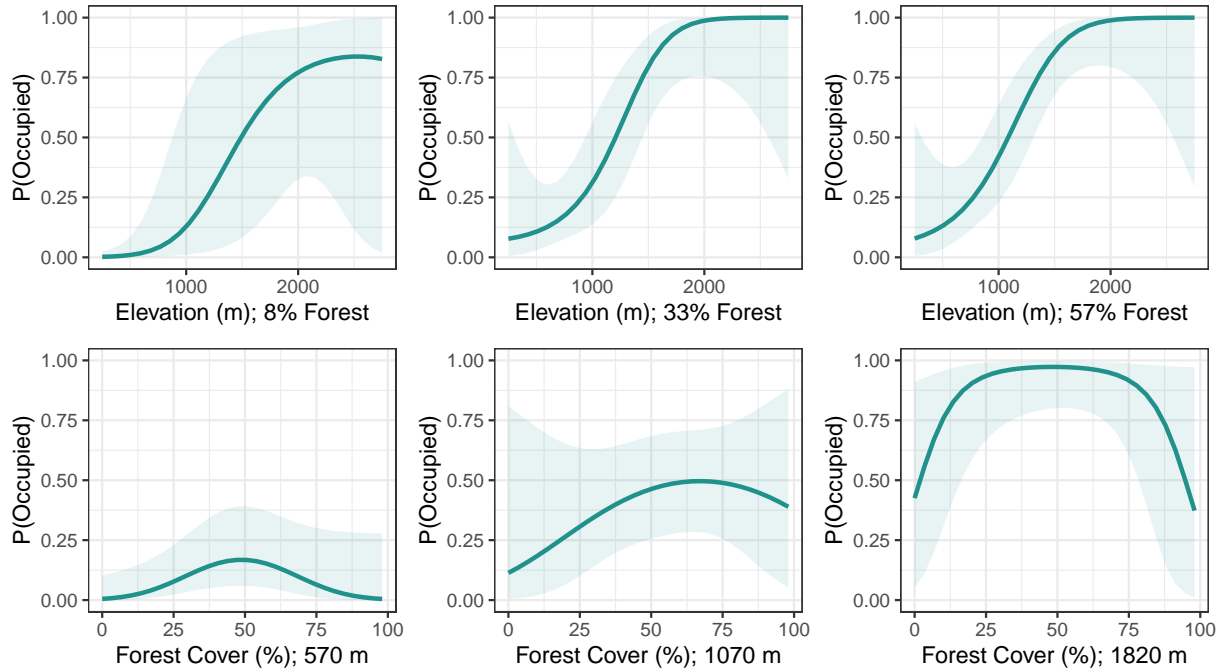 1.00
0.75
0.50
0.25
0.00
P(Occupied)
1000 2000
Elevation (m); 8% Forest
1.00
0.75
0.50
0.25
0.00
P(Occupied)
1000 2000
Elevation (m); 33% Forest
1.00
0.75
0.50
0.25
0.00
P(Occupied)
1000 2000
Elevation (m); 57% Forest
1.00
0.75
0.50
0.25
0.00
P(Occupied)
0 25 50 75 100
Forest Cover (%); 570 m
1.00
0.75
0.50
0.25
0.00
P(Occupied)
0 25 50 75 100
Forest Cover (%); 1070 m
1.00
0.75
0.50
0.25
0.00
P(Occupied)
0 25 50 75 100
Forest Cover (%); 1820 m